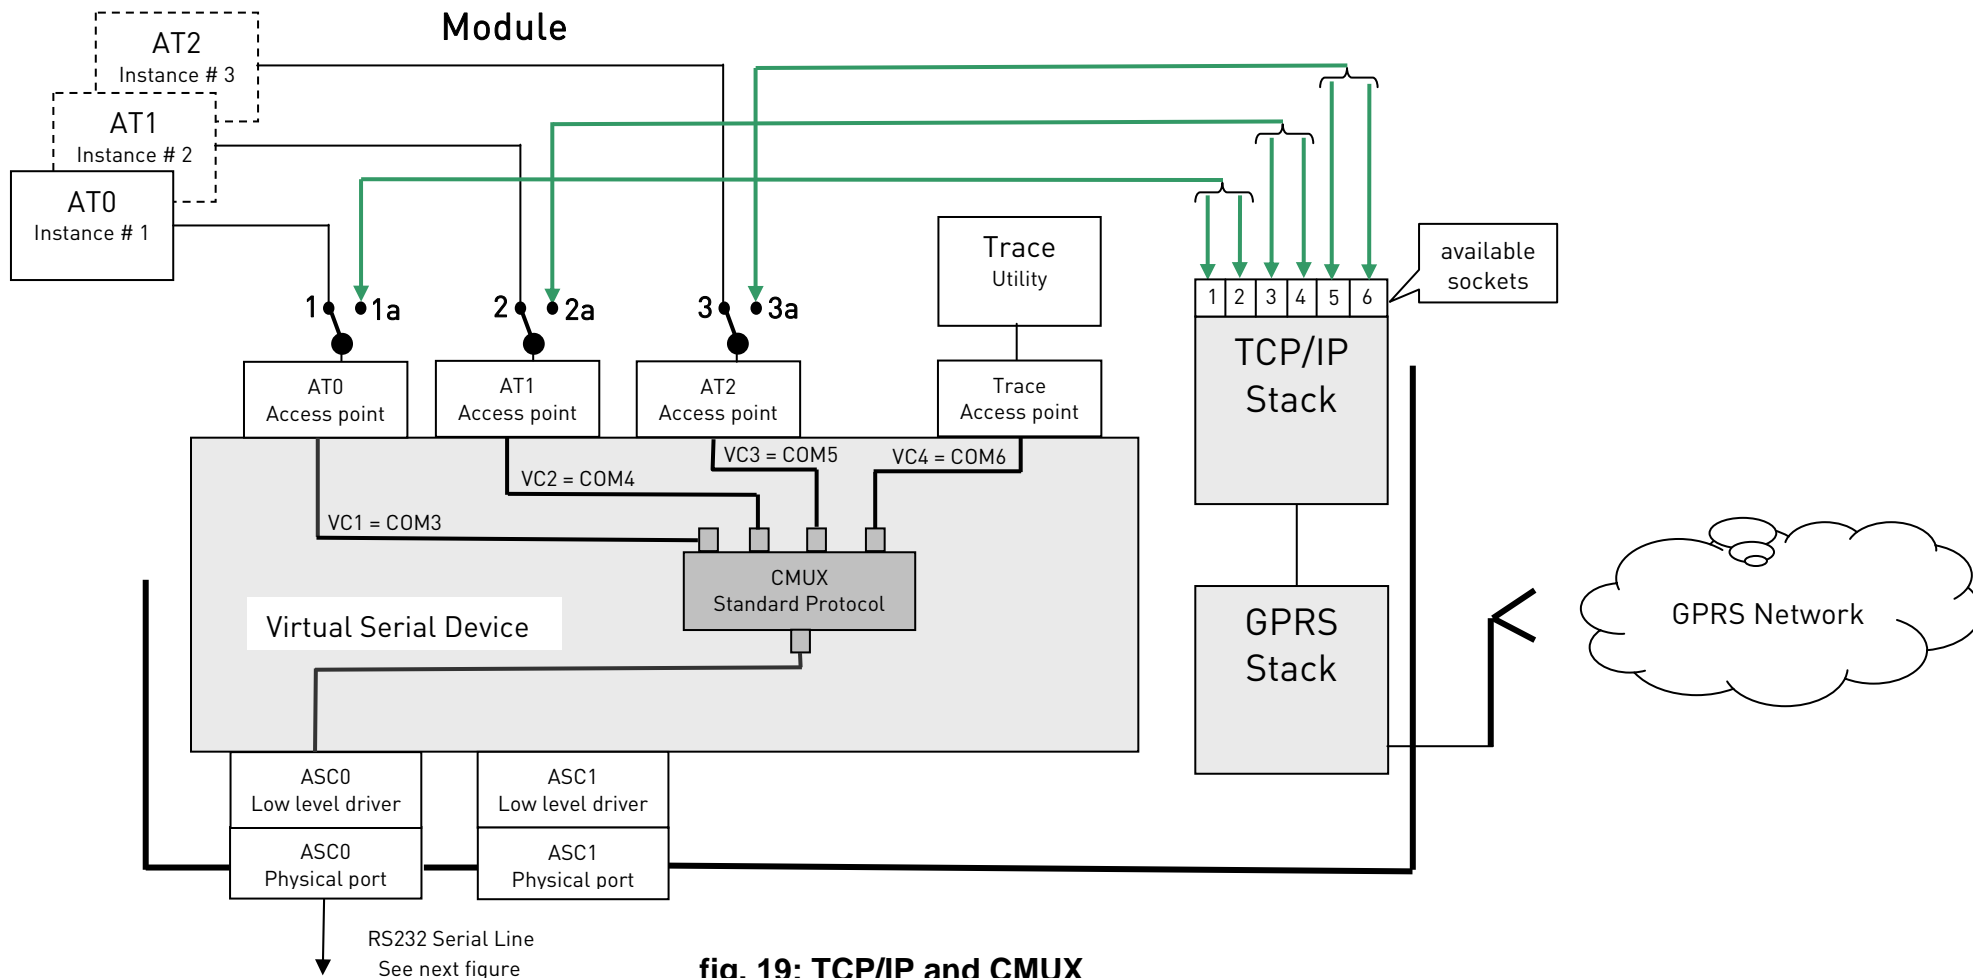 Module
AT2
Instance # 3
AT1
Instance # 2
AT0
Instance # 1
1
1a
2
2a
3
3a
Trace
Utility
available
sockets
1
2
3
4
5
6
TCP/IP
Stack
AT0
Access point
AT1
Access point
AT2
Access point
Trace
Access point
VC3 = COM5
VC4 = COM6
VC2 = COM4
VC1 = COM3
CMUX
Standard Protocol
Virtual Serial Device
GPRS
Stack
GPRS Network
ASC0
Low level driver
ASC1
Low level driver
ASC0
Physical port
ASC1
Physical port
RS232 Serial Line
See next figure
fig. 19: TCP/IP and CMUX